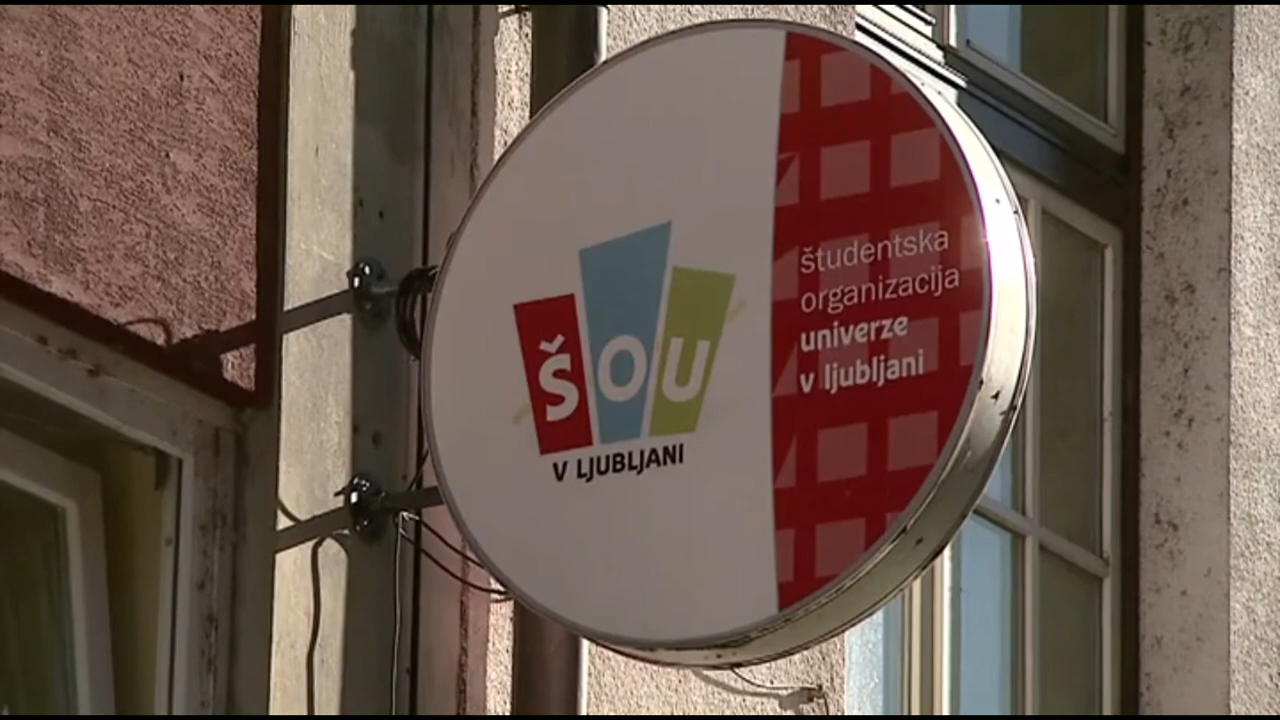 ŠOU
V LJUBLJANI
študentska
organizacija
univerze
v ljubljani